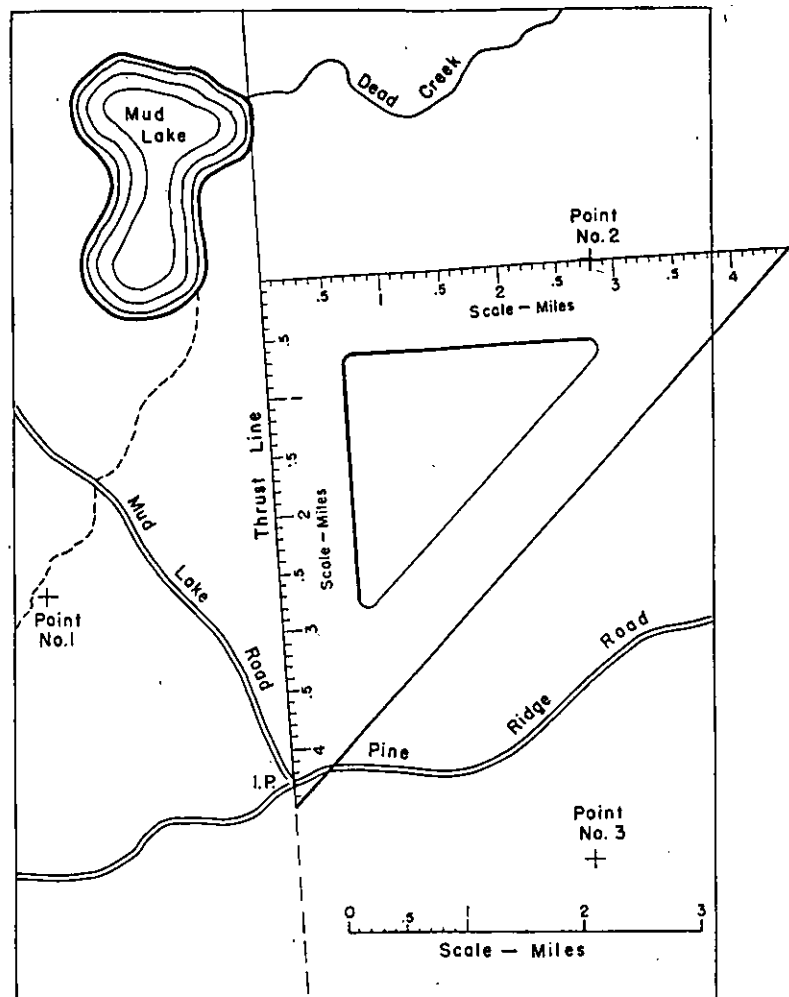 Mud
Lake
Dead Creek
Point
No. 2
.5 1 .5 2 .5 3 .5 4
Scale – Miles
.5 1 .5 2 .5 3 .5 4
Scale – Miles
Thrust Line
Mud Lake Road
Point
No. 1
I.P.
Pine Ridge Road
Point
No. 3
0 .5 1 2 3
Scale – Miles